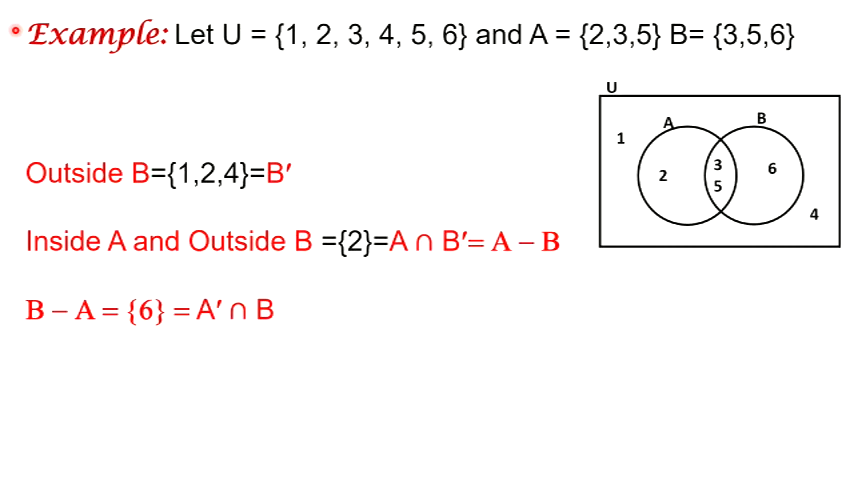 • Example: Let U = {1, 2, 3, 4, 5, 6} and A = {2,3,5} B= {3,5,6}
U
A
B
1
2
3
5
6
4
Outside B={1,2,4}=B′
Inside A and Outside B ={2}=A ∩ B′= A – B
B – A = {6} = A′ ∩ B